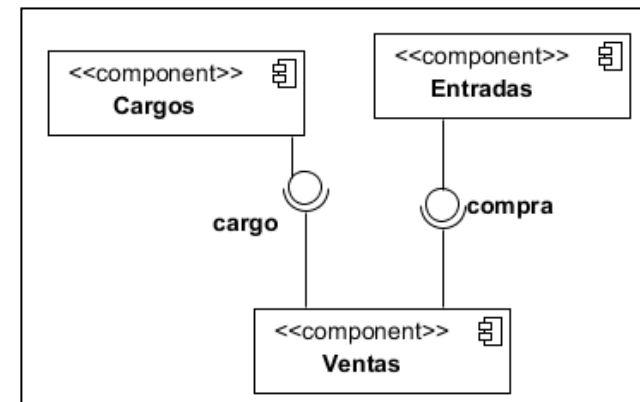 <<component>>
Cargos
<<component>>
Entradas
cargo
compra
<<component>>
Ventas